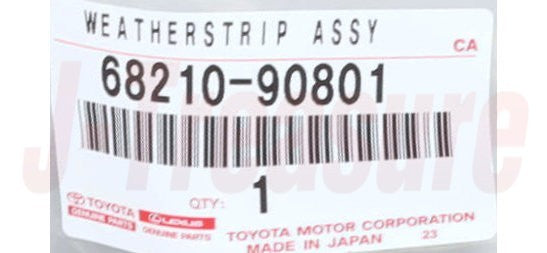 WEATHERSTRIP ASSY
CA
68210-90801
J Treasure
QTY: 1
TOYOTA
GENUINE PARTS
LEXUS
GENUINE PARTS
TOYOTA MOTOR CORPORATION
MADE IN JAPAN 23